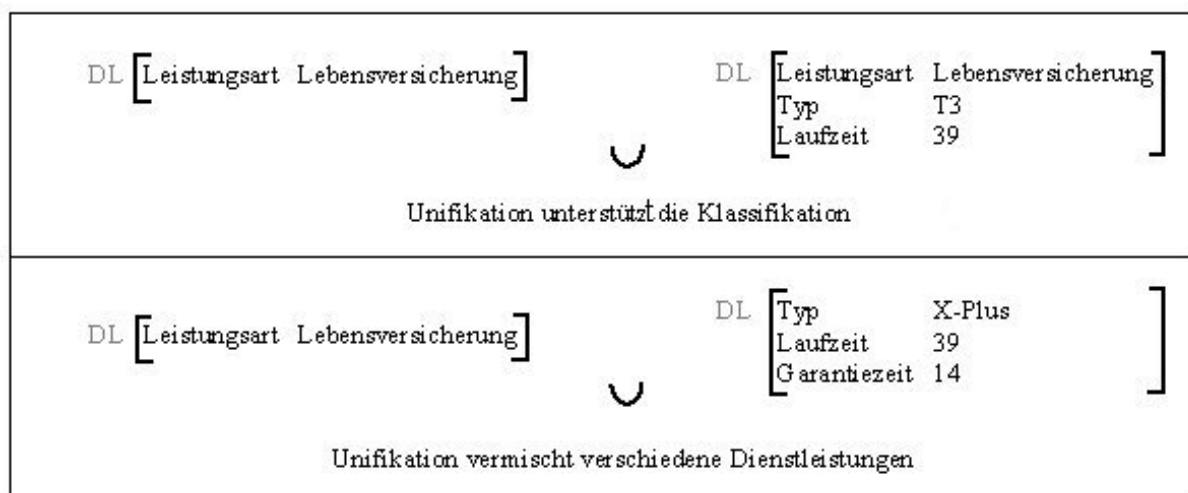 DL [Leistungsart Lebensversicherung]
DL [Leistungsart Lebensversicherung
Typ T3
Laufzeit 39]
∪
Unifikation unterstützt die Klassifikation
DL [Leistungsart Lebensversicherung]
DL [Typ X-Plus
Laufzeit 39
Garantiezeit 14]
∪
Unifikation vermischt verschiedene Dienstleistungen